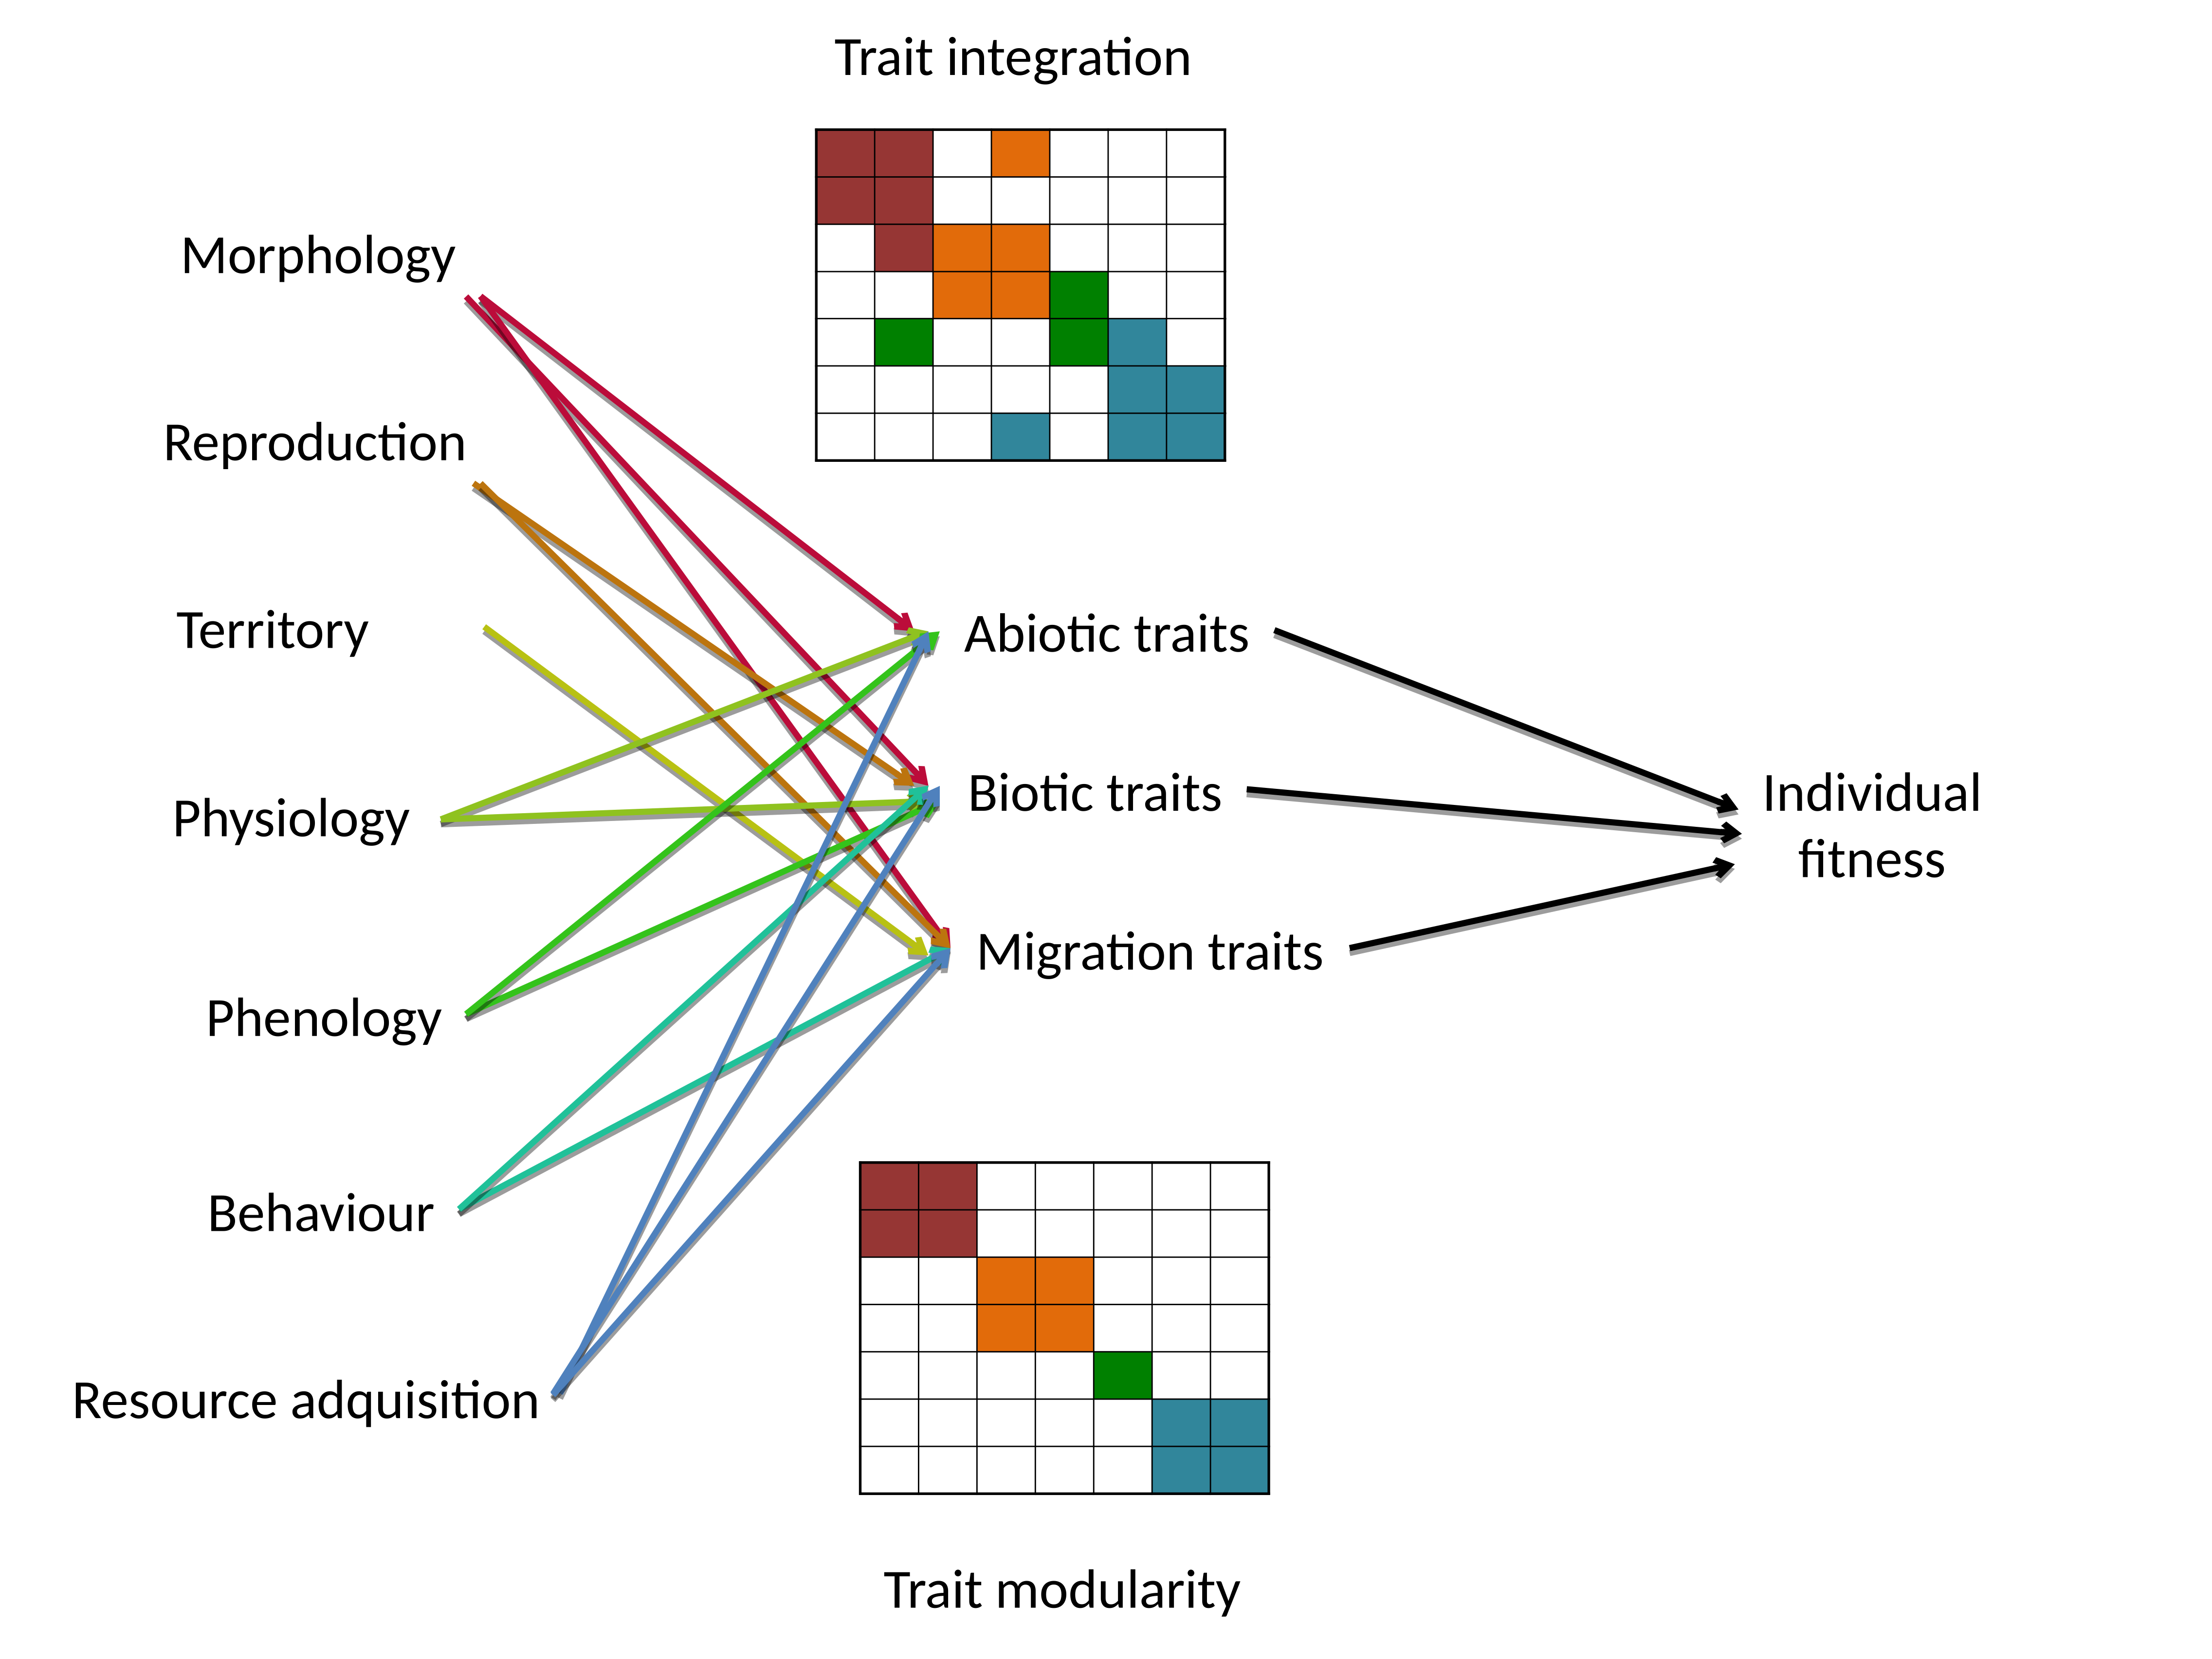 Trait integration
Morphology
Reproduction
Territory
Physiology
Phenology
Behaviour
Resource adquisition
Abiotic traits
Biotic traits
Migration traits
Individual
fitness
Trait modularity